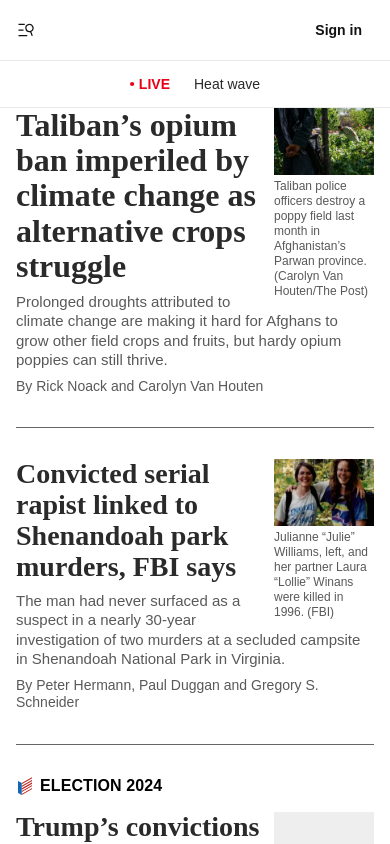 Sign in
• LIVE
Heat wave
Taliban’s opium
ban imperiled by
climate change as
alternative crops
struggle
Taliban police
officers destroy a
poppy field last
month in
Afghanistan’s
Parwan province.
(Carolyn Van
Houten/The Post)
Prolonged droughts attributed to
climate change are making it hard for Afghans to
grow other field crops and fruits, but hardy opium
poppies can still thrive.
By Rick Noack and Carolyn Van Houten
Convicted serial
rapist linked to
Shenandoah park
murders, FBI says
Julianne “Julie”
Williams, left, and
her partner Laura
“Lollie” Winans
were killed in
1996. (FBI)
The man had never surfaced as a
suspect in a nearly 30-year
investigation of two murders at a secluded campsite
in Shenandoah National Park in Virginia.
By Peter Hermann, Paul Duggan and Gregory S.
Schneider
ELECTION 2024
Trump’s convictions